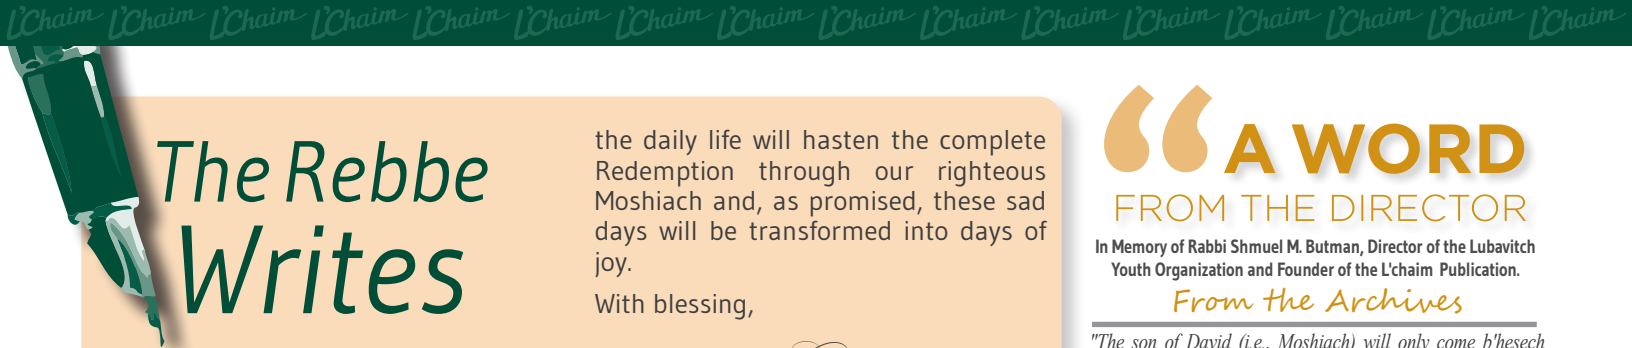 L'Chaim L'Chaim L'Chaim L'Chaim L'Chaim L'Chaim L'Chaim L'Chaim L'Chaim L'Chaim L'Chaim L'Chaim L'Chaim L'Chaim L'Chaim L'Chaim
The Rebbe
Writes
the daily life will hasten the complete
Redemption through our righteous
Moshiach and, as promised, these sad
days will be transformed into days of
joy.
With blessing,
“ A WORD
FROM THE DIRECTOR
In Memory of Rabbi Shmuel M. Butman, Director of the Lubavitch
Youth Organization and Founder of the L'chaim Publication.
From the Archives
"The son of David (i.e., Moshiach) will only come b'hesech